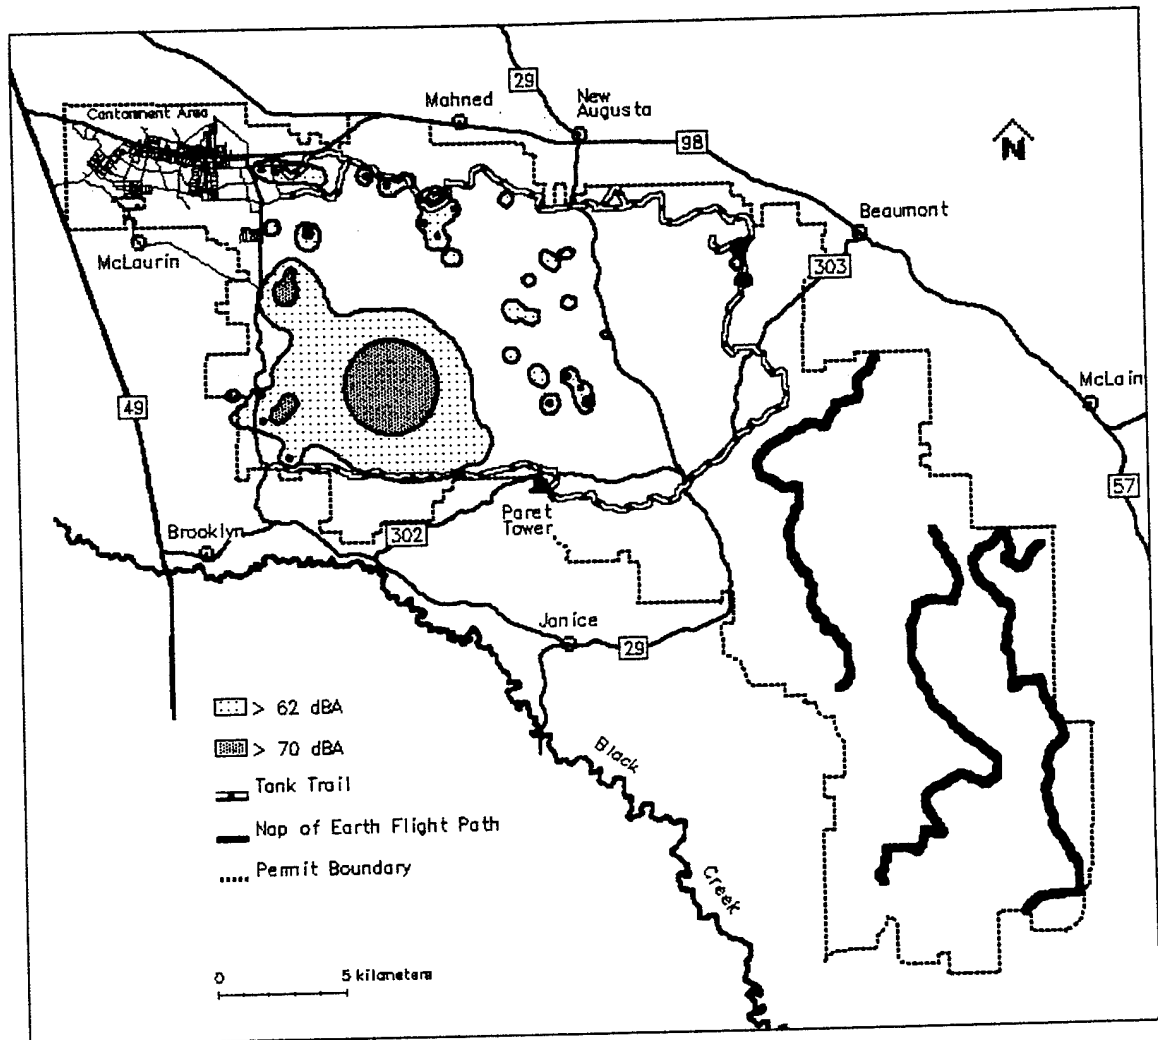 29
Mahned
New
Augusta
Cantonment Area
98
N
Beaumont
McLaurin
303
49
McLain
57
Paret
Tower
Brooklyn
302
Janice
29
> 62 dBA
> 70 dBA
Tank Trail
Nap of Earth Flight Path
Permit Boundary
Black
Creek
0
5 kilometers